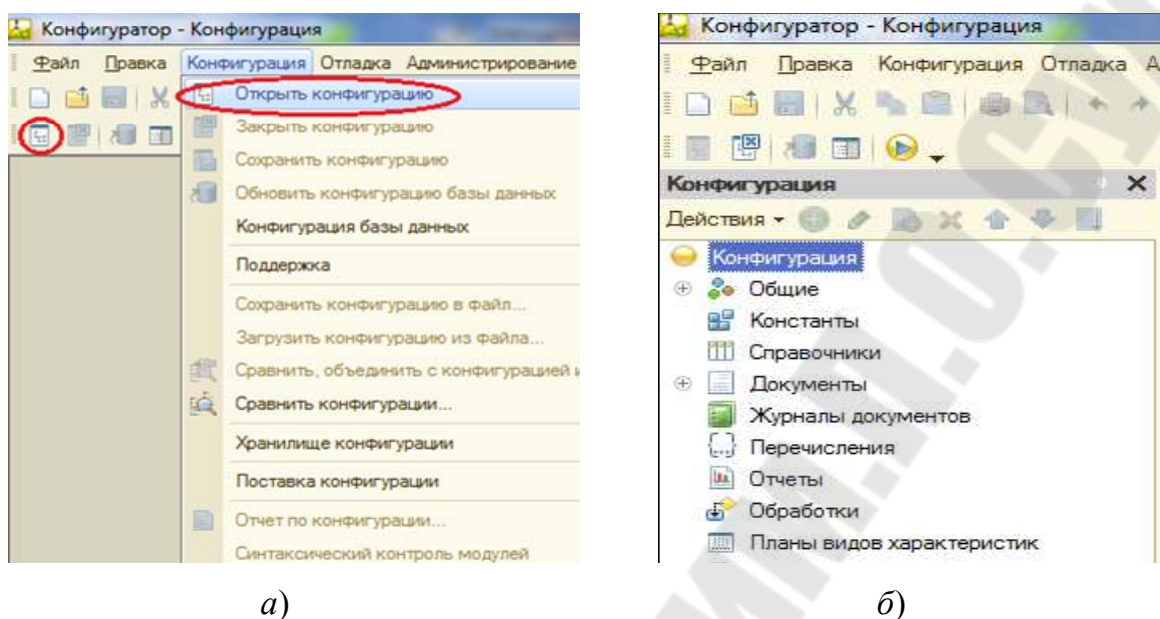 Конфигуратор - Конфигурация
Файл Правка Конфигурация Отладка Администрирование
Открыть конфигурацию
Закрыть конфигурацию
Сохранить конфигурацию
Обновить конфигурацию базы данных
Конфигурация базы данных
Поддержка
Сохранить конфигурацию в файл...
Загрузить конфигурацию из файла...
Сравнить, объединить с конфигурацией и
Сравнить конфигурации...
Хранилище конфигурации
Поставка конфигурации
Отчет по конфигурации...
Синтаксический контроль модулей
а)
Конфигуратор - Конфигурация
Файл Правка Конфигурация Отладка А
Конфигурация
Действия
Конфигурация
Общие
Константы
Справочники
Документы
Журналы документов
Перечисления
Отчеты
Обработки
Планы видов характеристик
б)